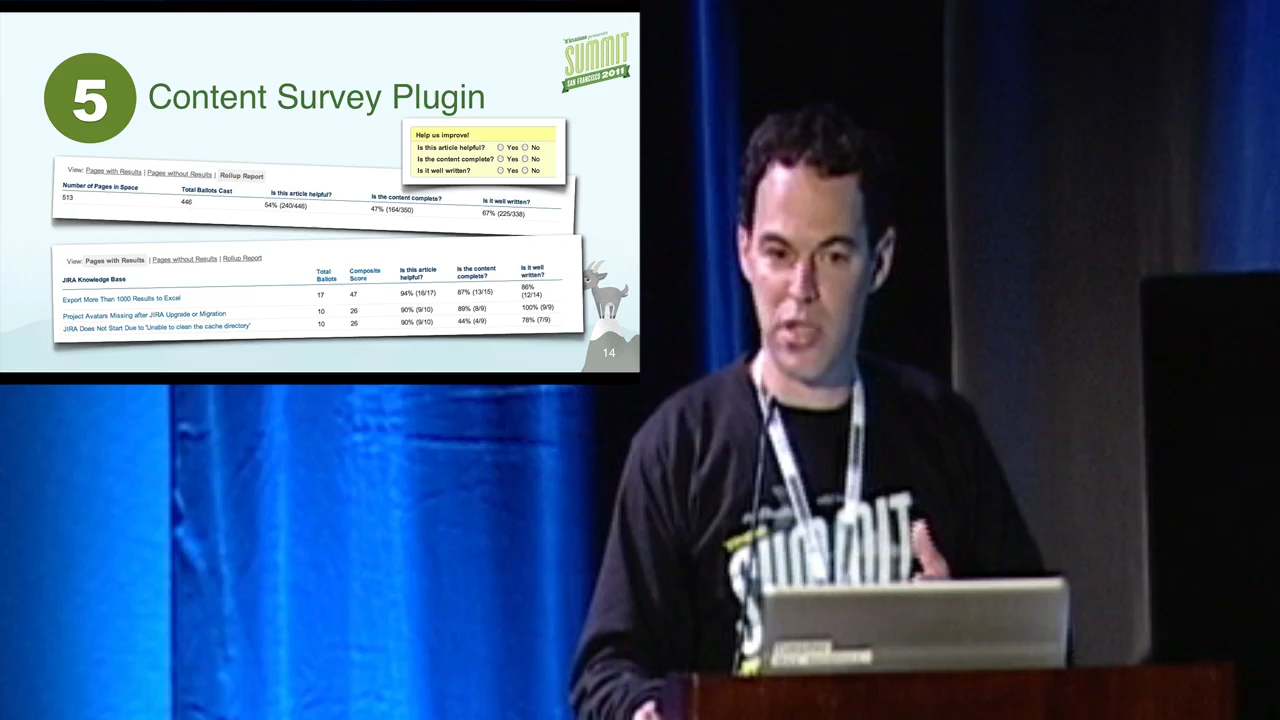 ATLASSIAN presents
SUMMIT
SAN FRANCISCO 2011
5 Content Survey Plugin
Help us improve!
Is this article helpful? Yes No
Is the content complete? Yes No
Is it well written? Yes No
View: Pages with Results | Pages without Results | Rollup Report
Number of Pages in Space Total Ballots Cast Is this article helpful? Is the content complete? Is it well written?
513 446 54% (240/446) 47% (164/350) 67% (225/338)
View: Pages with Results | Pages without Results | Rollup Report
JIRA Knowledge Base Total Ballots Composite Score Is this article helpful? Is the content complete? Is it well written?
Export More Than 1000 Results to Excel 17 47 94% (16/17) 87% (13/15) 86% (12/14)
Project Avatars Missing after JIRA Upgrade or Migration 10 26 90% (9/10) 89% (8/9) 100% (9/9)
JIRA Does Not Start Due to 'Unable to clean the cache directory' 10 26 90% (9/10) 44% (4/9) 78% (7/9)
14
SUMMIT